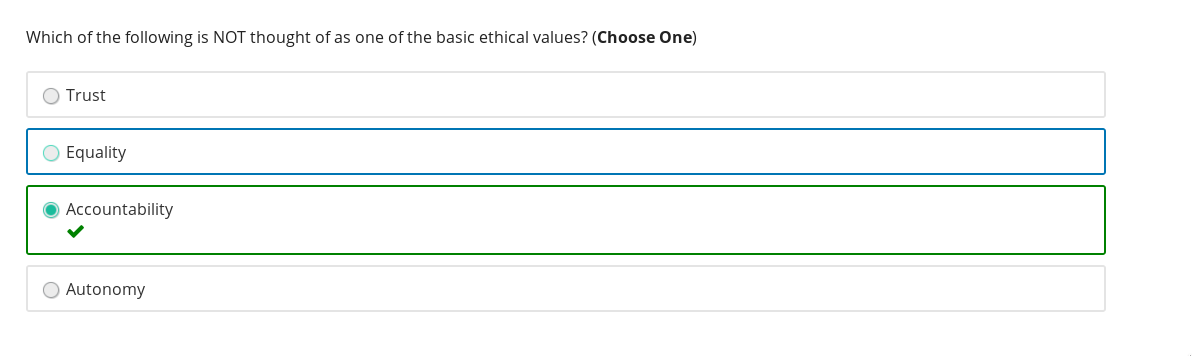 Which of the following is NOT thought of as one of the basic ethical values? (Choose One)
Trust
Equality
Accountability
Autonomy